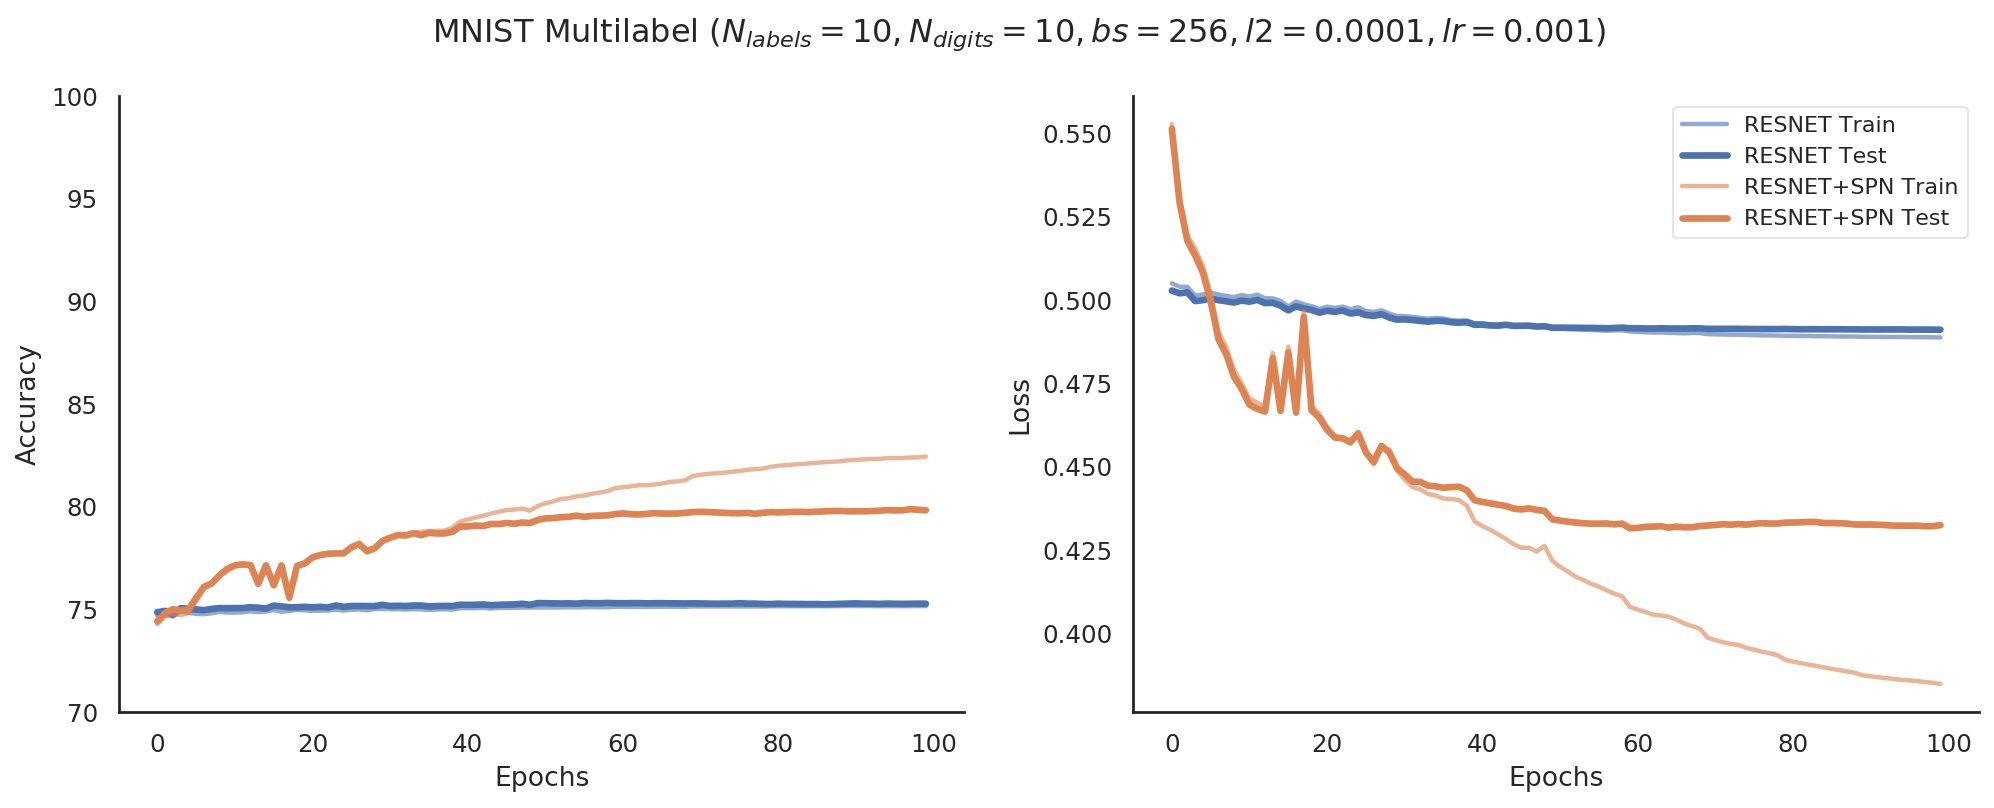 MNIST Multilabel (N_labels = 10, N_digits = 10, bs = 256, l2 = 0.0001, lr = 0.001)
100
95
90
85
80
75
70
Accuracy
0 20 40 60 80 100
Epochs
0.550
0.525
0.500
0.475
0.450
0.425
0.400
Loss
0 20 40 60 80 100
Epochs
RESNET Train
RESNET Test
RESNET+SPN Train
RESNET+SPN Test